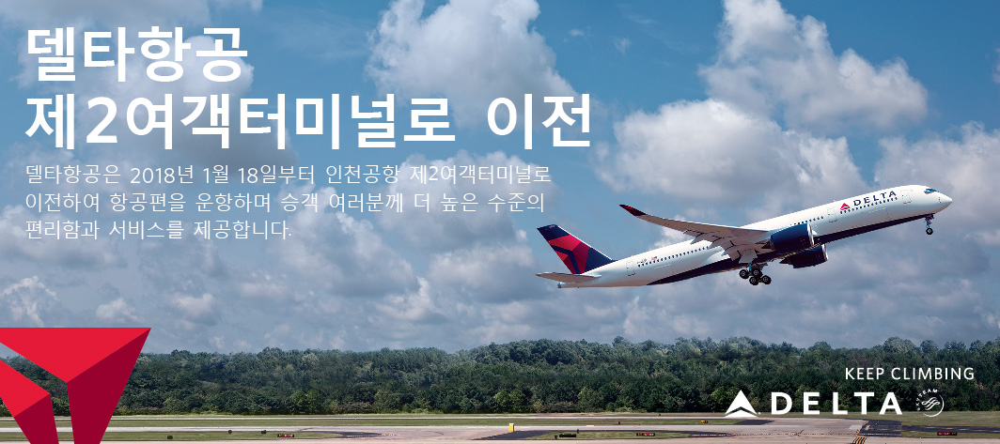 델타항공
제2여객터미널로 이전
델타항공은 2018년 1월 18일부터 인천공항 제2여객터미널로
이전하여 항공편을 운항하며 승객 여러분께 더 높은 수준의
편리함과 서비스를 제공합니다.
DELTA
KEEP CLIMBING
DELTA
SKYTEAM